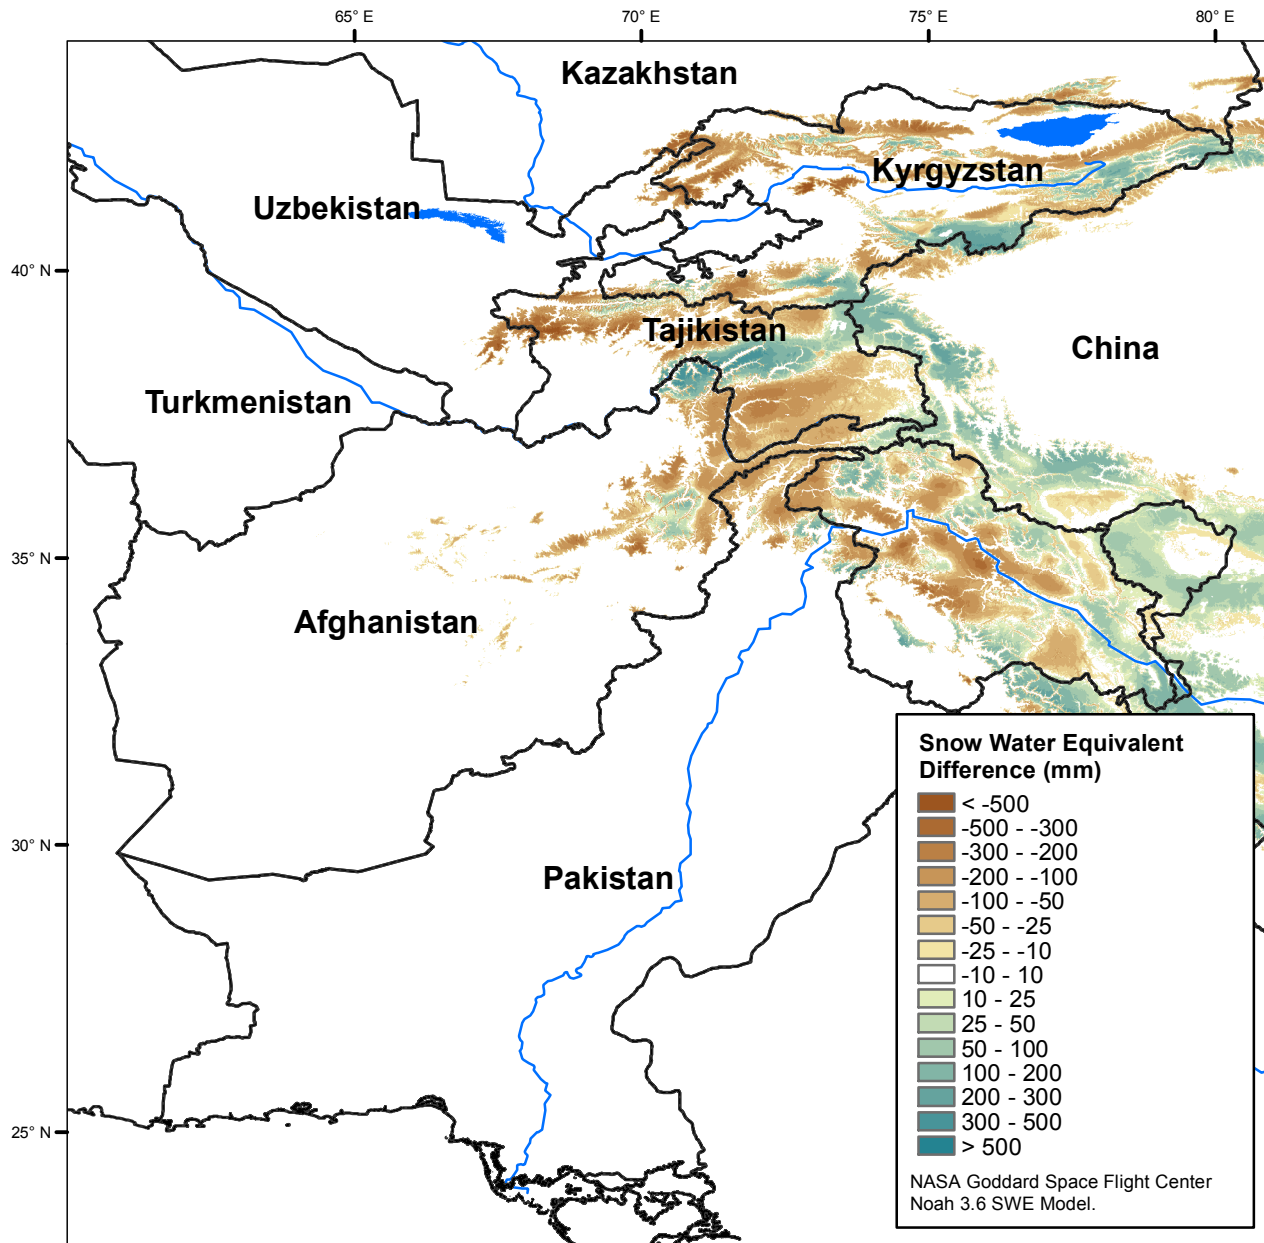 65° E
70° E
75° E
80° E
Kazakhstan
Kyrgyzstan
Uzbekistan
40° N
Tajikistan
China
Turkmenistan
35° N
Afghanistan
Snow Water Equivalent
Difference (mm)
< -500
-500 - -300
-300 - -200
-200 - -100
-100 - -50
-50 - -25
-25 - -10
-10 - 10
10 - 25
25 - 50
50 - 100
100 - 200
200 - 300
300 - 500
> 500
NASA Goddard Space Flight Center
Noah 3.6 SWE Model.
30° N
Pakistan
25° N